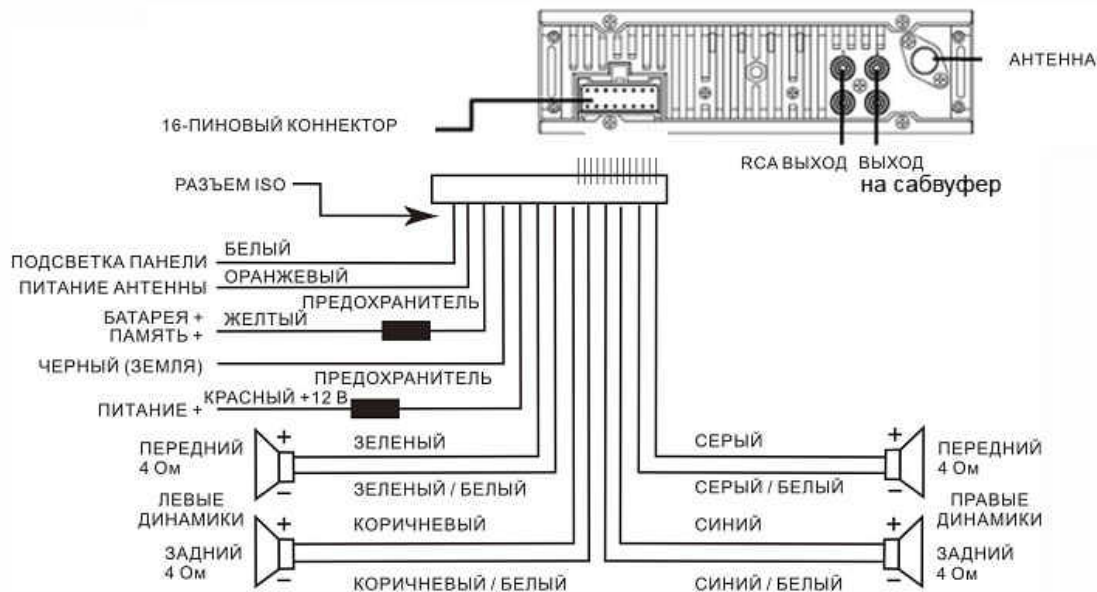 АНТЕННА
16-ПИНОВЫЙ КОННЕКТОР
RCA ВЫХОД ВЫХОД
на сабвуфер
РАЗЪЕМ ISO
БЕЛЫЙ
ПОДСВЕТКА ПАНЕЛИ
ОРАНЖЕВЫЙ
ПИТАНИЕ АНТЕННЫ
ПРЕДОХРАНИТЕЛЬ
БАТАРЕЯ +
ЖЕЛТЫЙ
ПАМЯТЬ +
ЧЕРНЫЙ (ЗЕМЛЯ)
ПРЕДОХРАНИТЕЛЬ
КРАСНЫЙ +12 В
ПИТАНИЕ +
ПЕРЕДНИЙ
4 Ом
+
−
ЗЕЛЕНЫЙ
ЗЕЛЕНЫЙ / БЕЛЫЙ
СЕРЫЙ
СЕРЫЙ / БЕЛЫЙ
+
−
ПЕРЕДНИЙ
4 Ом
ЛЕВЫЕ
ДИНАМИКИ
ПРАВЫЕ
ДИНАМИКИ
ЗАДНИЙ
4 Ом
+
−
КОРИЧНЕВЫЙ
КОРИЧНЕВЫЙ / БЕЛЫЙ
СИНИЙ
СИНИЙ / БЕЛЫЙ
+
−
ЗАДНИЙ
4 Ом